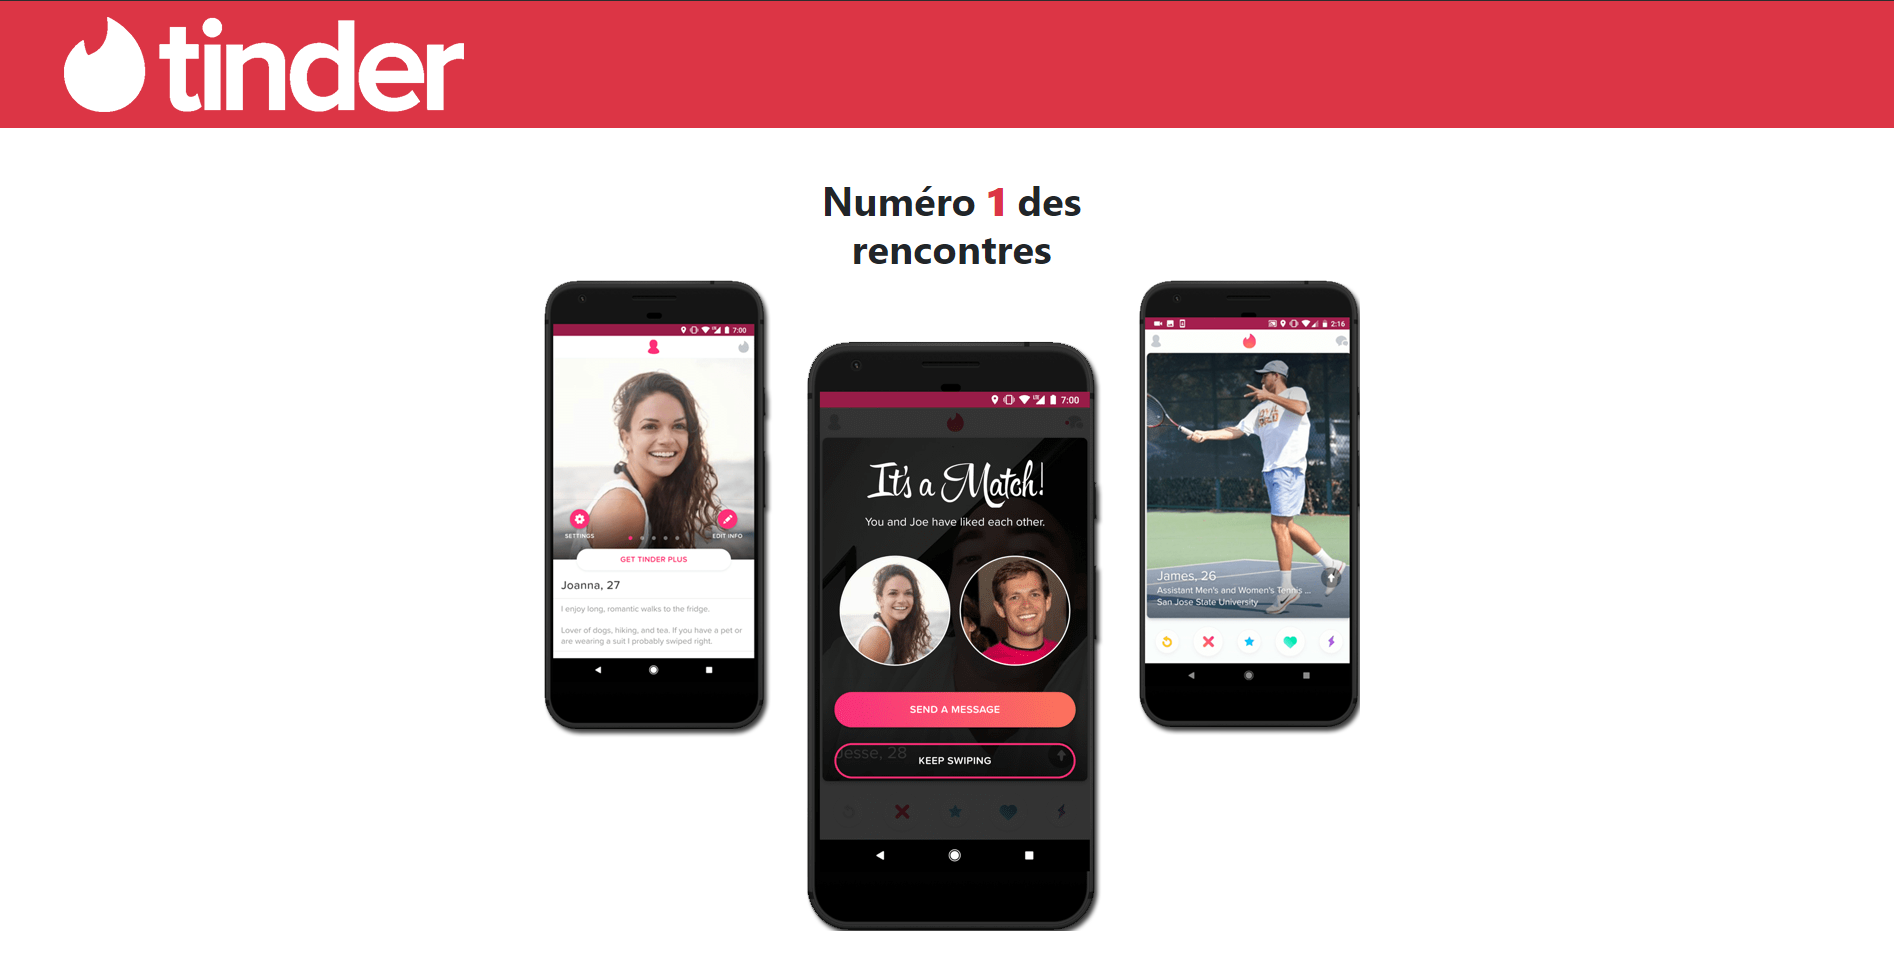 tinder
Numéro 1 des
rencontres
7:00
SETTINGS
EDIT INFO
GET TINDER PLUS
Joanna, 27
I enjoy long, romantic walks to the fridge.
Lover of dogs, hiking, and tea. If you have a pet or
are wearing a suit I probably swiped right.
LTE 7:00
It's a Match!
You and Joe have liked each other.
SEND A MESSAGE
Jesse, 28
KEEP SWIPING
2:16
James, 26
Assistant Men's and Women's Tennis ...
San Jose State University